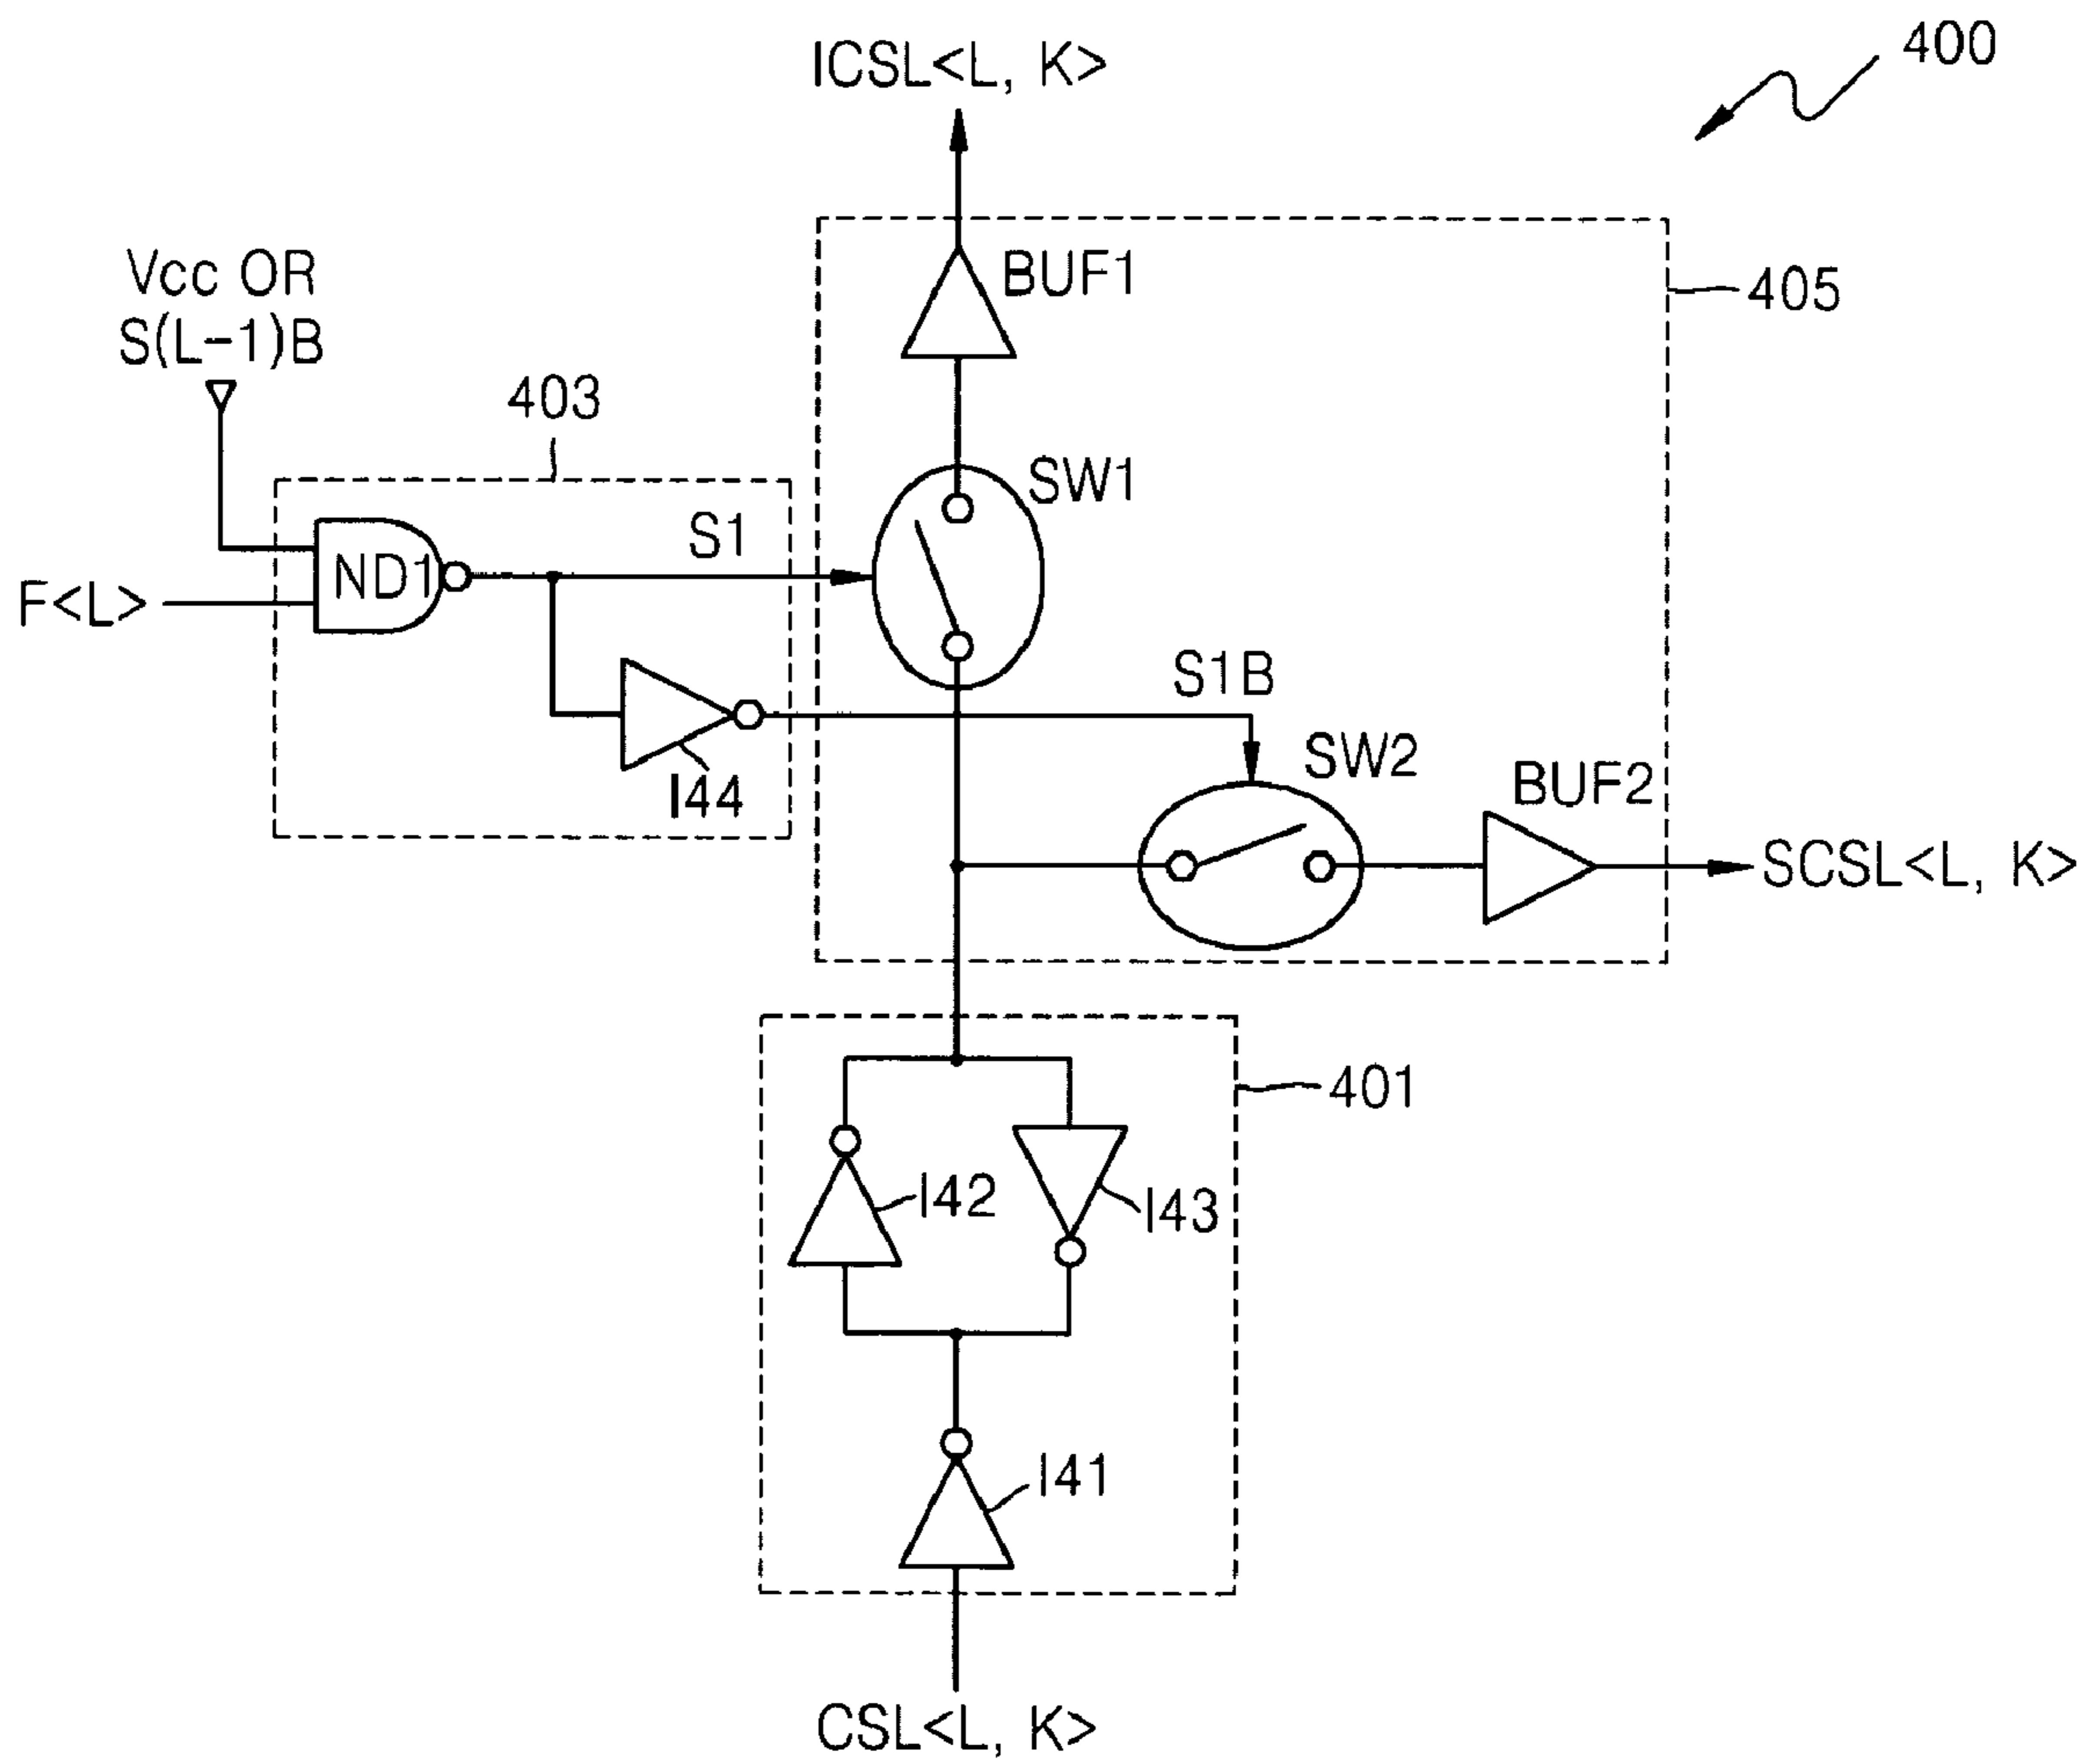 400
ICSL<L, K>
Vcc OR
S(L-1)B
BUF1
405
403
SW1
S1
ND1
F<L>
S1B
SW2
I44
BUF2
SCSL<L, K>
401
I42
I43
I41
CSL<L, K>